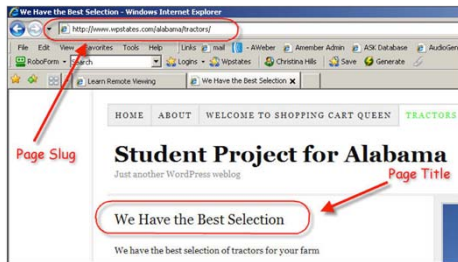 We Have the Best Selection - Windows Internet Explorer
http://www.wpstates.com/alabama/tractors/
File Edit View Favorites Tools Help Links mail AWeber Amember Admin ASK Database AudioGen
RoboForm Search Logins Wpstates Christina Hills Save Generate
Learn Remote Viewing We Have the Best Selection
HOME ABOUT WELCOME TO SHOPPING CART QUEEN TRACTORS
Page Slug
Student Project for Alabama
Just another WordPress weblog
Page Title
We Have the Best Selection
We have the best selection of tractors for your farm